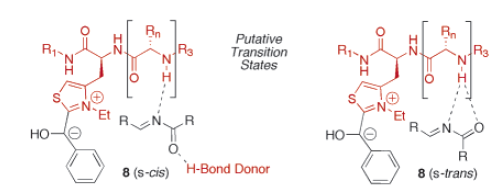 Putative
Transition
States
R1
N
H
O
H
N
Rn
O
N
H
R3
S
N
⊕
Et
HO
⊖
R
N
R
O
8 (s-cis)
H-Bond Donor
R1
N
H
O
H
N
Rn
O
N
H
R3
S
N
⊕
Et
HO
⊖
R
N
O
R
8 (s-trans)